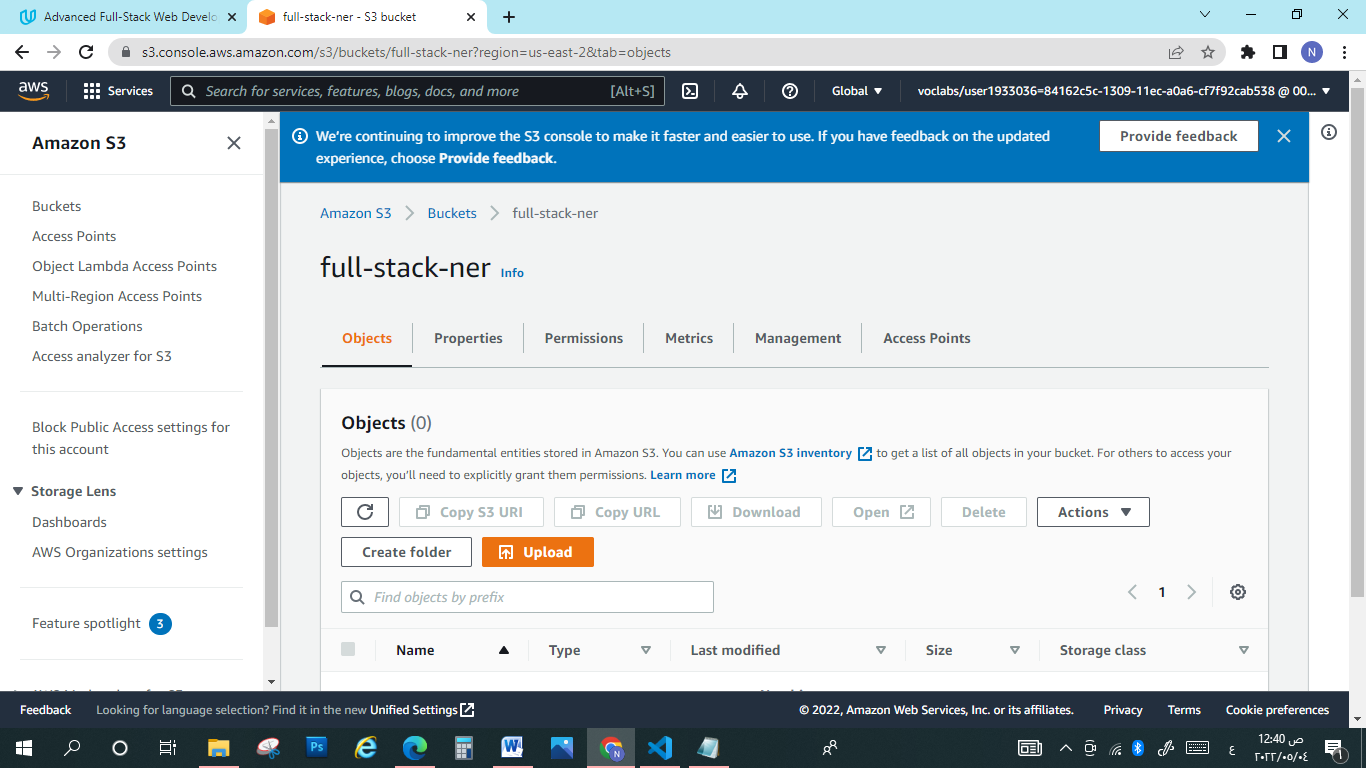 Advanced Full-Stack Web Develo
full-stack-ner - S3 bucket
s3.console.aws.amazon.com/s3/buckets/full-stack-ner?region=us-east-2&tab=objects
N
aws
Services
Search for services, features, blogs, docs, and more
[Alt+S]
Global
voclabs/user1933036=84162c5c-1309-11ec-a0a6-cf7f92cab538 @ 00...
Amazon S3
Buckets
Access Points
Object Lambda Access Points
Multi-Region Access Points
Batch Operations
Access analyzer for S3
Block Public Access settings for
this account
Storage Lens
Dashboards
AWS Organizations settings
Feature spotlight 3
We're continuing to improve the S3 console to make it faster and easier to use. If you have feedback on the updated
experience, choose Provide feedback.
Provide feedback
Amazon S3
Buckets
full-stack-ner
full-stack-ner Info
Objects
Properties
Permissions
Metrics
Management
Access Points
Objects (0)
Objects are the fundamental entities stored in Amazon S3. You can use Amazon S3 inventory to get a list of all objects in your bucket. For others to access your
objects, you'll need to explicitly grant them permissions. Learn more
Copy S3 URI
Copy URL
Download
Open
Delete
Actions
Create folder
Upload
Find objects by prefix
1
Name
Type
Last modified
Size
Storage class
Feedback
Looking for language selection? Find it in the new Unified Settings
© 2022, Amazon Web Services, Inc. or its affiliates.
Privacy
Terms
Cookie preferences
Ps
N
ع
12:40 ص
٢٠٢٢/٠٥/٠٤
1